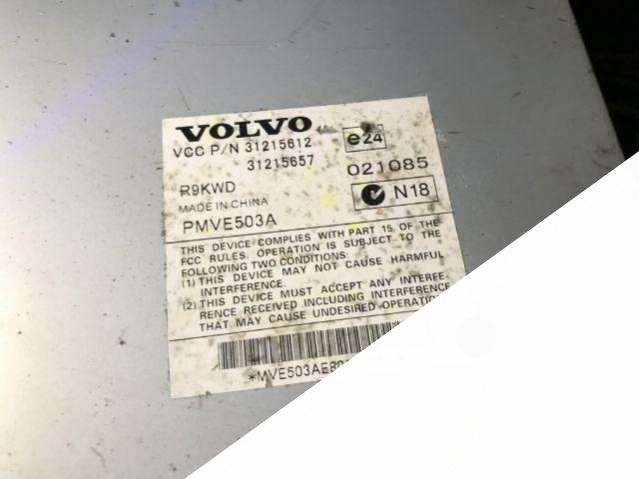 VOLVO
VCC P/N 31215612 e24
31215657 021085
R9KWD N18
MADE IN CHINA
PMVE503A
THIS DEVICE COMPLIES WITH PART 15 OF THE
FCC RULES. OPERATION IS SUBJECT TO THE
FOLLOWING TWO CONDITIONS:
(1) THIS DEVICE MAY NOT CAUSE HARMFUL
INTERFERENCE.
(2) THIS DEVICE MUST ACCEPT ANY INTERFE-
RENCE RECEIVED INCLUDING INTERFERENCE
THAT MAY CAUSE UNDESIRED OPERATION